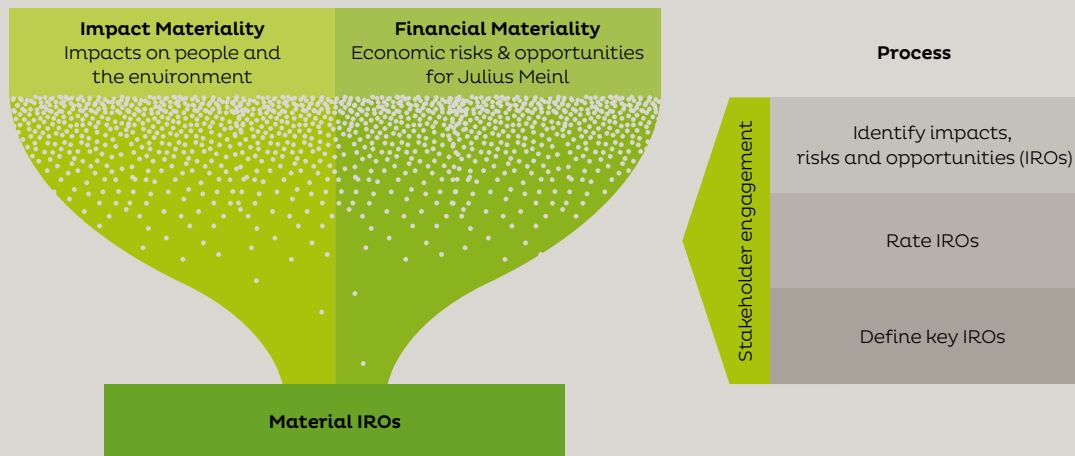 Impact Materiality
Impacts on people and
the environment
Financial Materiality
Economic risks & opportunities
for Julius Meinl
Process
Stakeholder engagement
Identify impacts,
risks and opportunities (IROs)
Rate IROs
Define key IROs
Material IROs